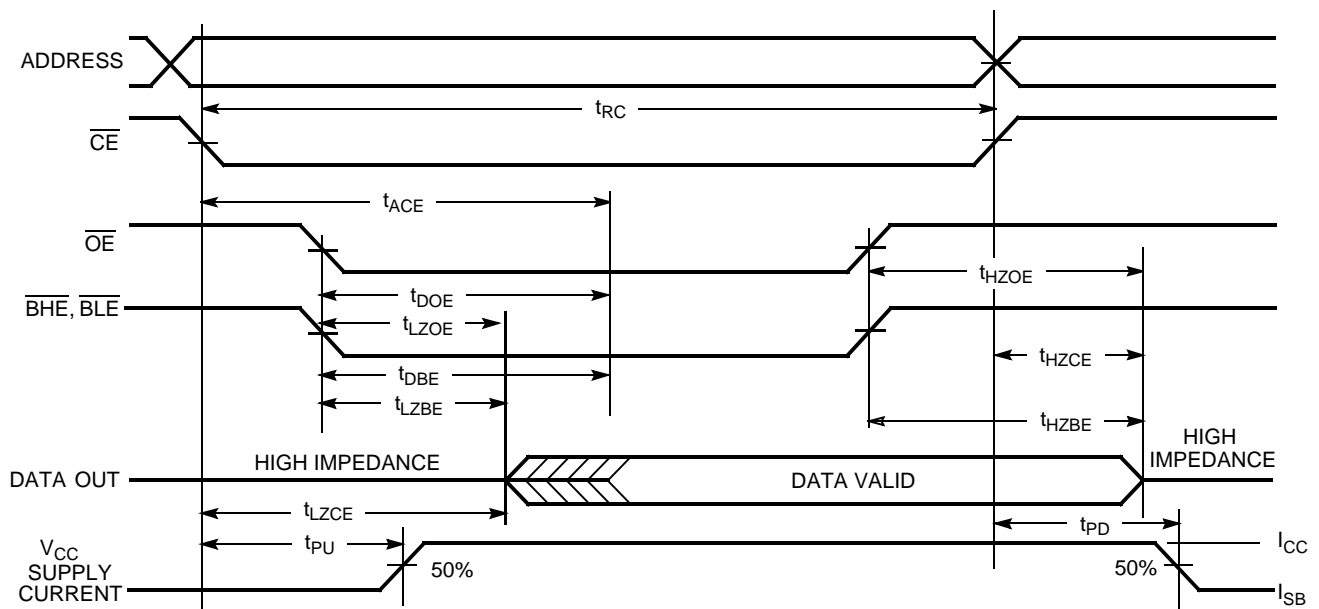 ADDRESS
tRC
CE
tACE
OE
tHZOE
tDOE
BHE, BLE
tLZOE
tHZCE
tDBE
tLZBE
tHZBE
HIGH IMPEDANCE
HIGH
IMPEDANCE
DATA OUT
DATA VALID
tLZCE
tPD
VCC
SUPPLY
CURRENT
tPU
50%
50%
ICC
ISB